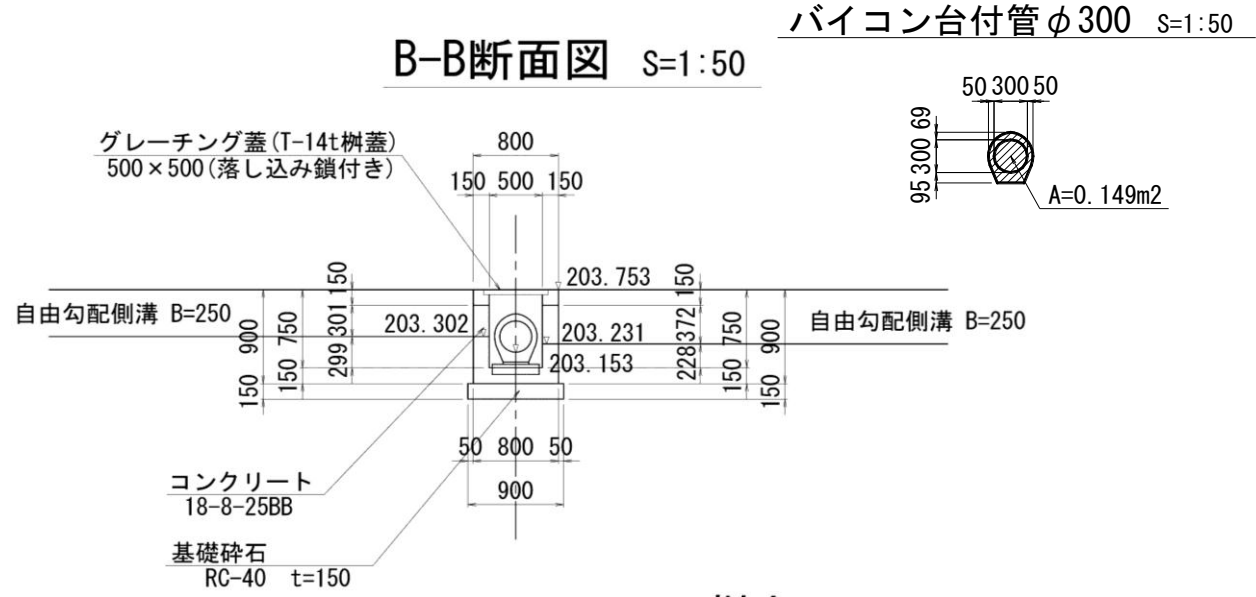 バイコン台付管φ300 S=1:50
B-B断面図 S=1:50
50 300 50
69
300
95
A=0.149m2
グレーチング蓋(T-14t桝蓋)
500×500(落し込み鎖付き)
800
150 500 150
203.753
150
301
299
150
372
228
自由勾配側溝 B=250
900
150
750
150
203.302
203.231
203.153
750
150
900
150
自由勾配側溝 B=250
50 800 50
900
コンクリート
18-8-25BB
基礎砕石
RC-40 t=150